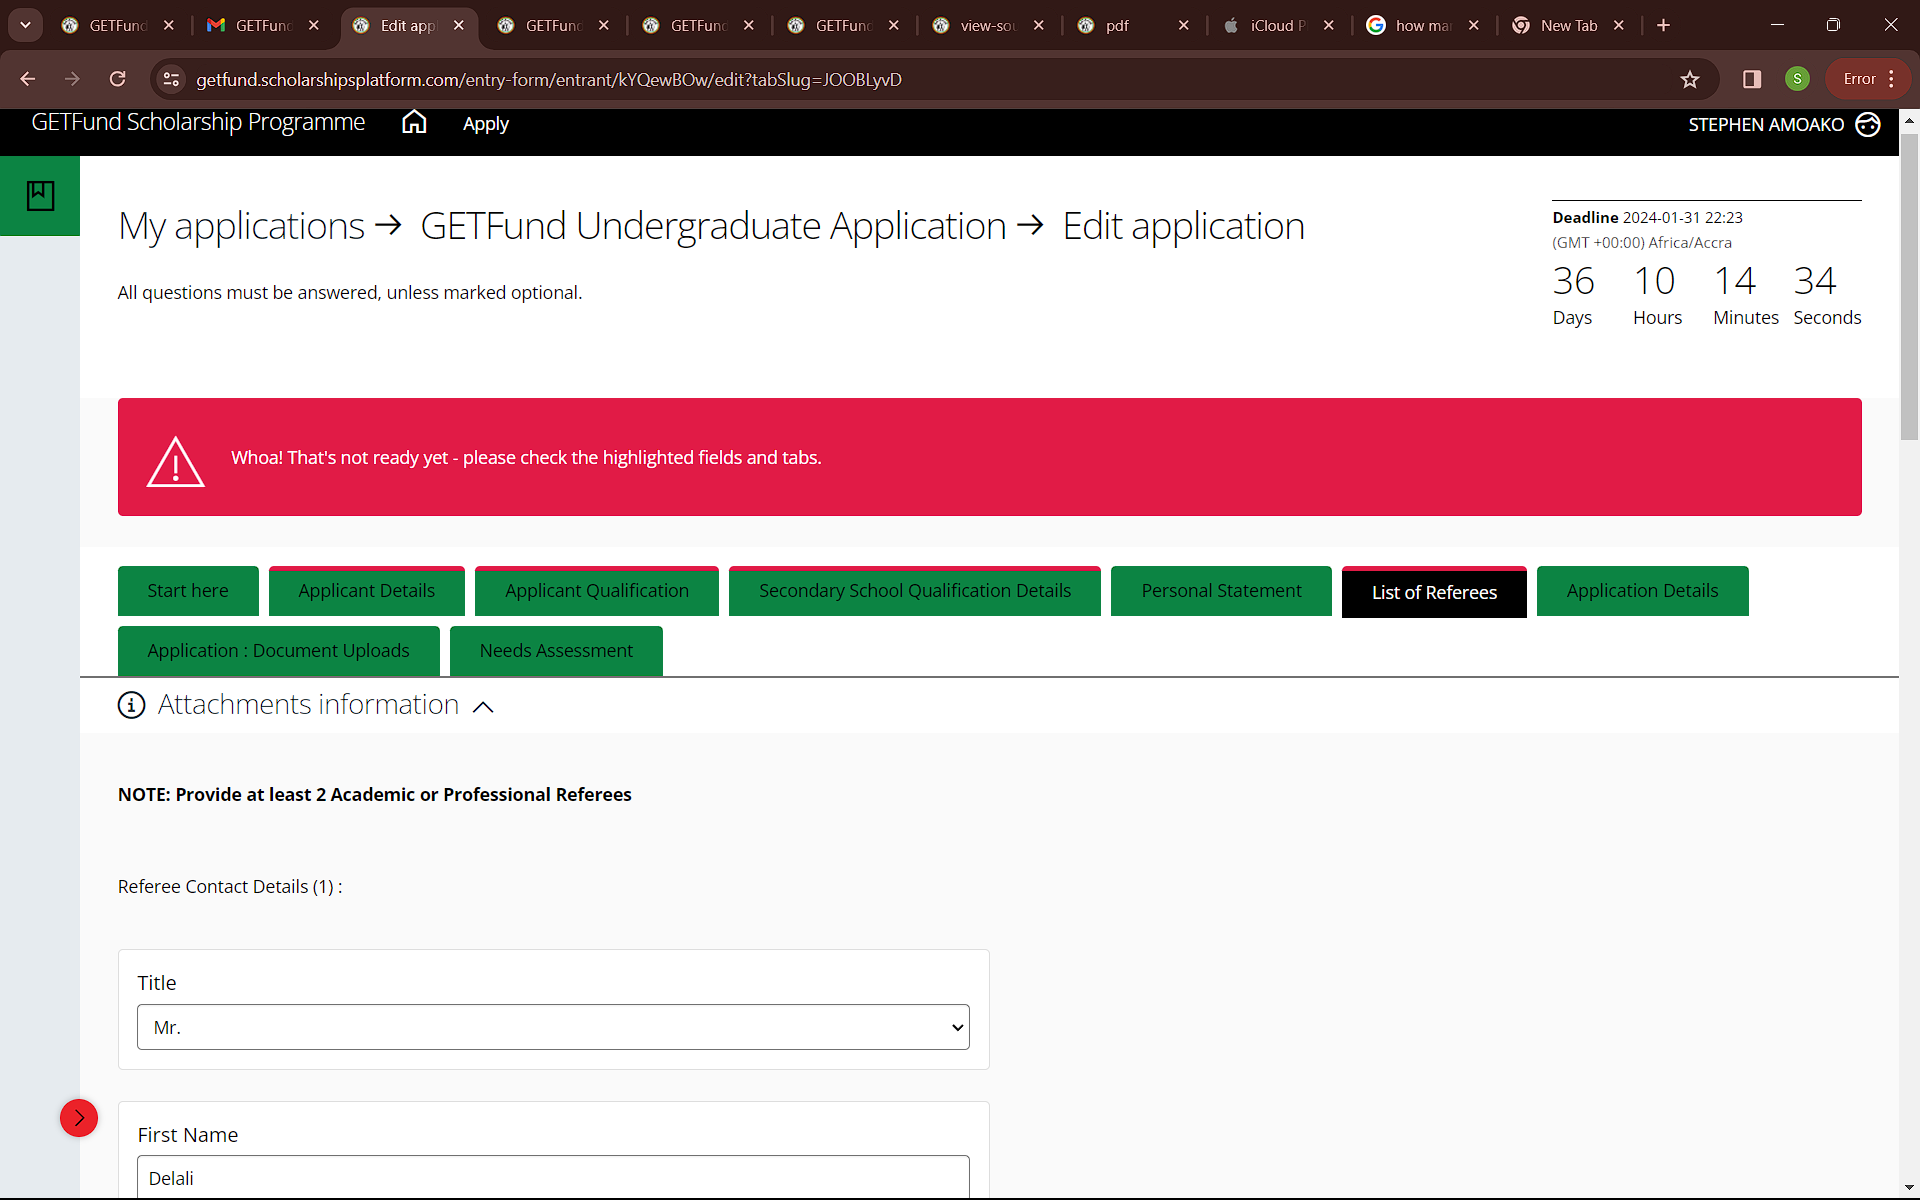 GETFund
GETFund
Edit appl
GETFund
GETFund
GETFund
view-sou
pdf
iCloud P
how ma
New Tab
getfund.scholarshipsplatform.com/entry-form/entrant/kYQewBOw/edit?tabSlug=JOOBLyvD
S
Error
GETFund Scholarship Programme
Apply
STEPHEN AMOAKO
My applications → GETFund Undergraduate Application → Edit application
Deadline 2024-01-31 22:23
(GMT +00:00) Africa/Accra
36 10 14 34
Days Hours Minutes Seconds
All questions must be answered, unless marked optional.
Whoa! That's not ready yet - please check the highlighted fields and tabs.
Start here
Applicant Details
Applicant Qualification
Secondary School Qualification Details
Personal Statement
List of Referees
Application Details
Application : Document Uploads
Needs Assessment
Attachments information
NOTE: Provide at least 2 Academic or Professional Referees
Referee Contact Details (1) :
Title
Mr.
First Name
Delali